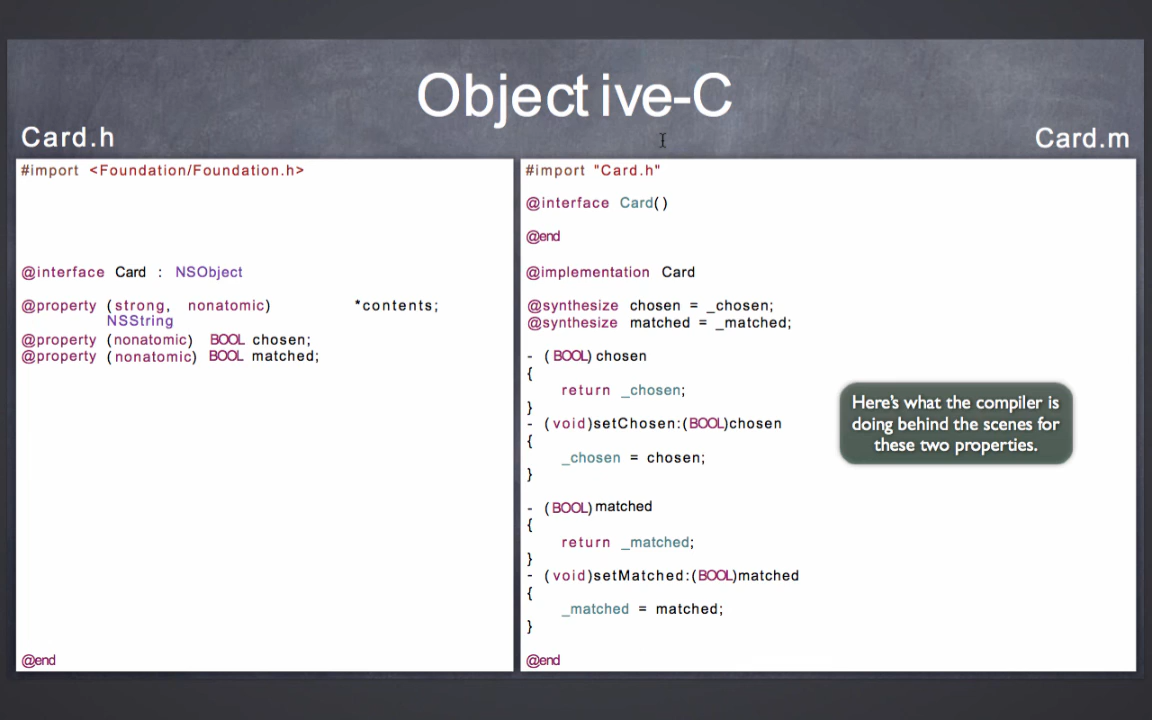 Objective-C
Card.h
Card.m
#import <Foundation/Foundation.h>
@interface Card : NSObject
@property (strong, nonatomic) *contents;
NSString
@property (nonatomic) BOOL chosen;
@property (nonatomic) BOOL matched;
@end
#import "Card.h"
@interface Card()
@end
@implementation Card
@synthesize chosen = _chosen;
@synthesize matched = _matched;
- (BOOL) chosen
{
return _chosen;
}
- (void)setChosen:(BOOL)chosen
{
_chosen = chosen;
}
- (BOOL) matched
{
return _matched;
}
- (void)setMatched:(BOOL)matched
{
_matched = matched;
}
@end
Here's what the compiler is
doing behind the scenes for
these two properties.